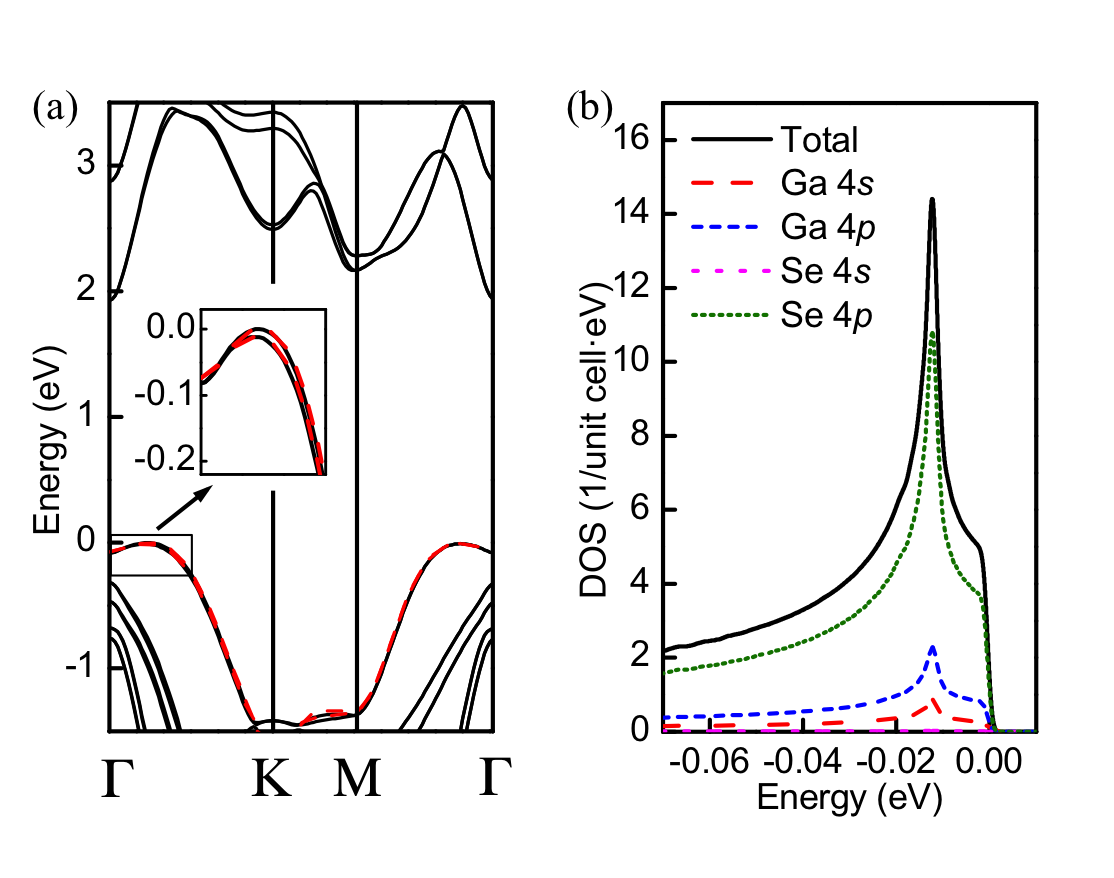 (a)
Energy (eV)
3
2
1
0
-1
0.0
-0.1
-0.2
Γ K M Γ
(b)
DOS (1/unit cell·eV)
16
14
12
10
8
6
4
2
0
Total
Ga 4s
Ga 4p
Se 4s
Se 4p
-0.06 -0.04 -0.02 0.00
Energy (eV)